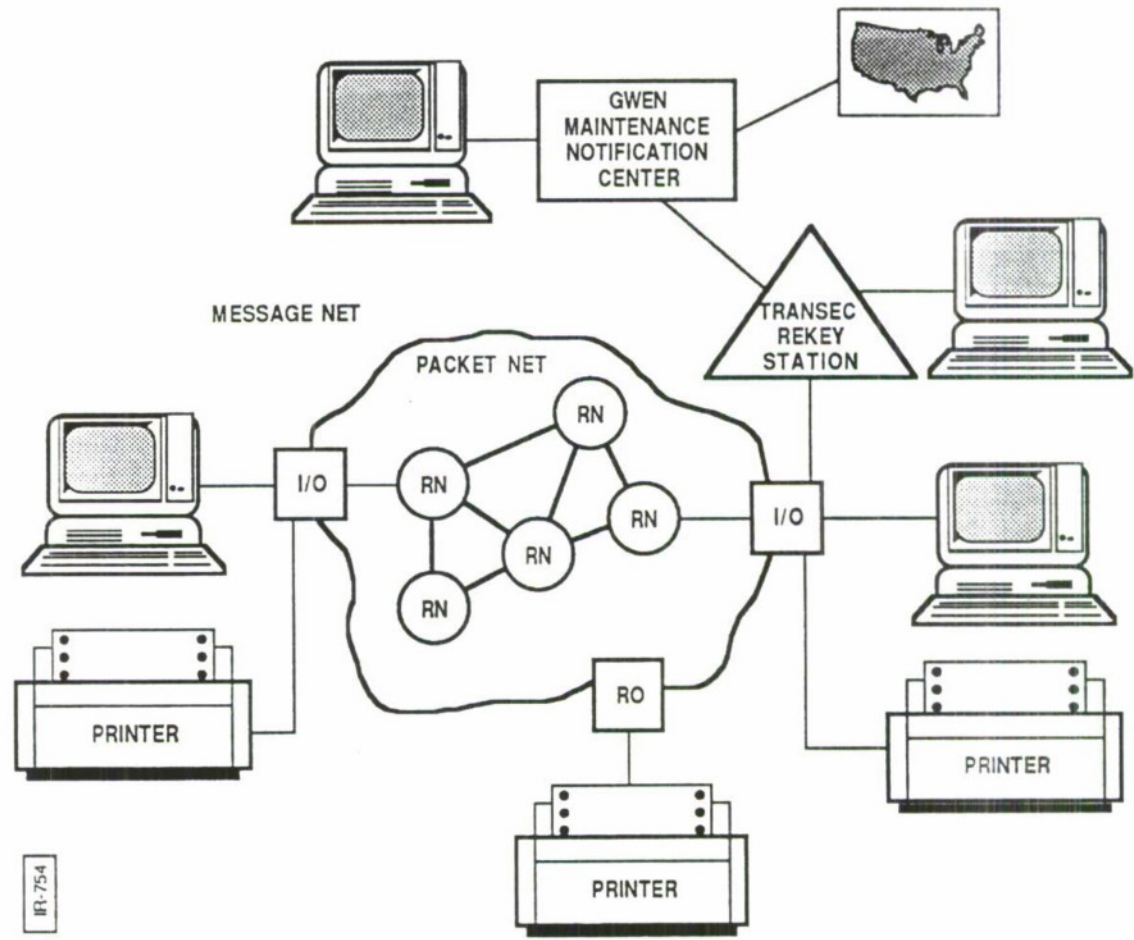 GWEN
MAINTENANCE
NOTIFICATION
CENTER
TRANSEC
REKEY
STATION
MESSAGE NET
PACKET NET
RN
I/O
RN
RN
I/O
RN
RN
RO
PRINTER
PRINTER
PRINTER
IR-754